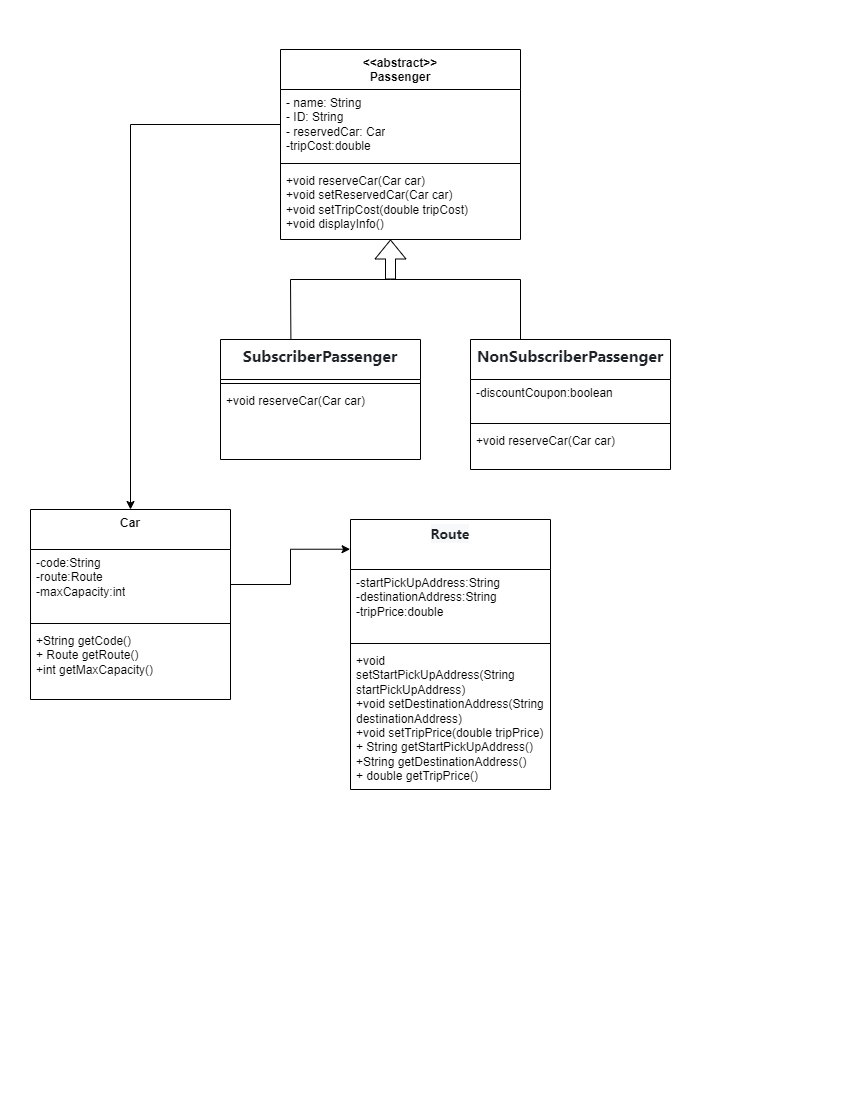 <<abstract>>
Passenger
- name: String
- ID: String
- reservedCar: Car
-tripCost:double
+void reserveCar(Car car)
+void setReservedCar(Car car)
+void setTripCost(double tripCost)
+void displayInfo()
SubscriberPassenger
+void reserveCar(Car car)
NonSubscriberPassenger
-discountCoupon:boolean
+void reserveCar(Car car)
Car
-code:String
-route:Route
-maxCapacity:int
+String getCode()
+ Route getRoute()
+int getMaxCapacity()
Route
-startPickUpAddress:String
-destinationAddress:String
-tripPrice:double
+void
setStartPickUpAddress(String
startPickUpAddress)
+void setDestinationAddress(String
destinationAddress)
+void setTripPrice(double tripPrice)
+ String getStartPickUpAddress()
+String getDestinationAddress()
+ double getTripPrice()